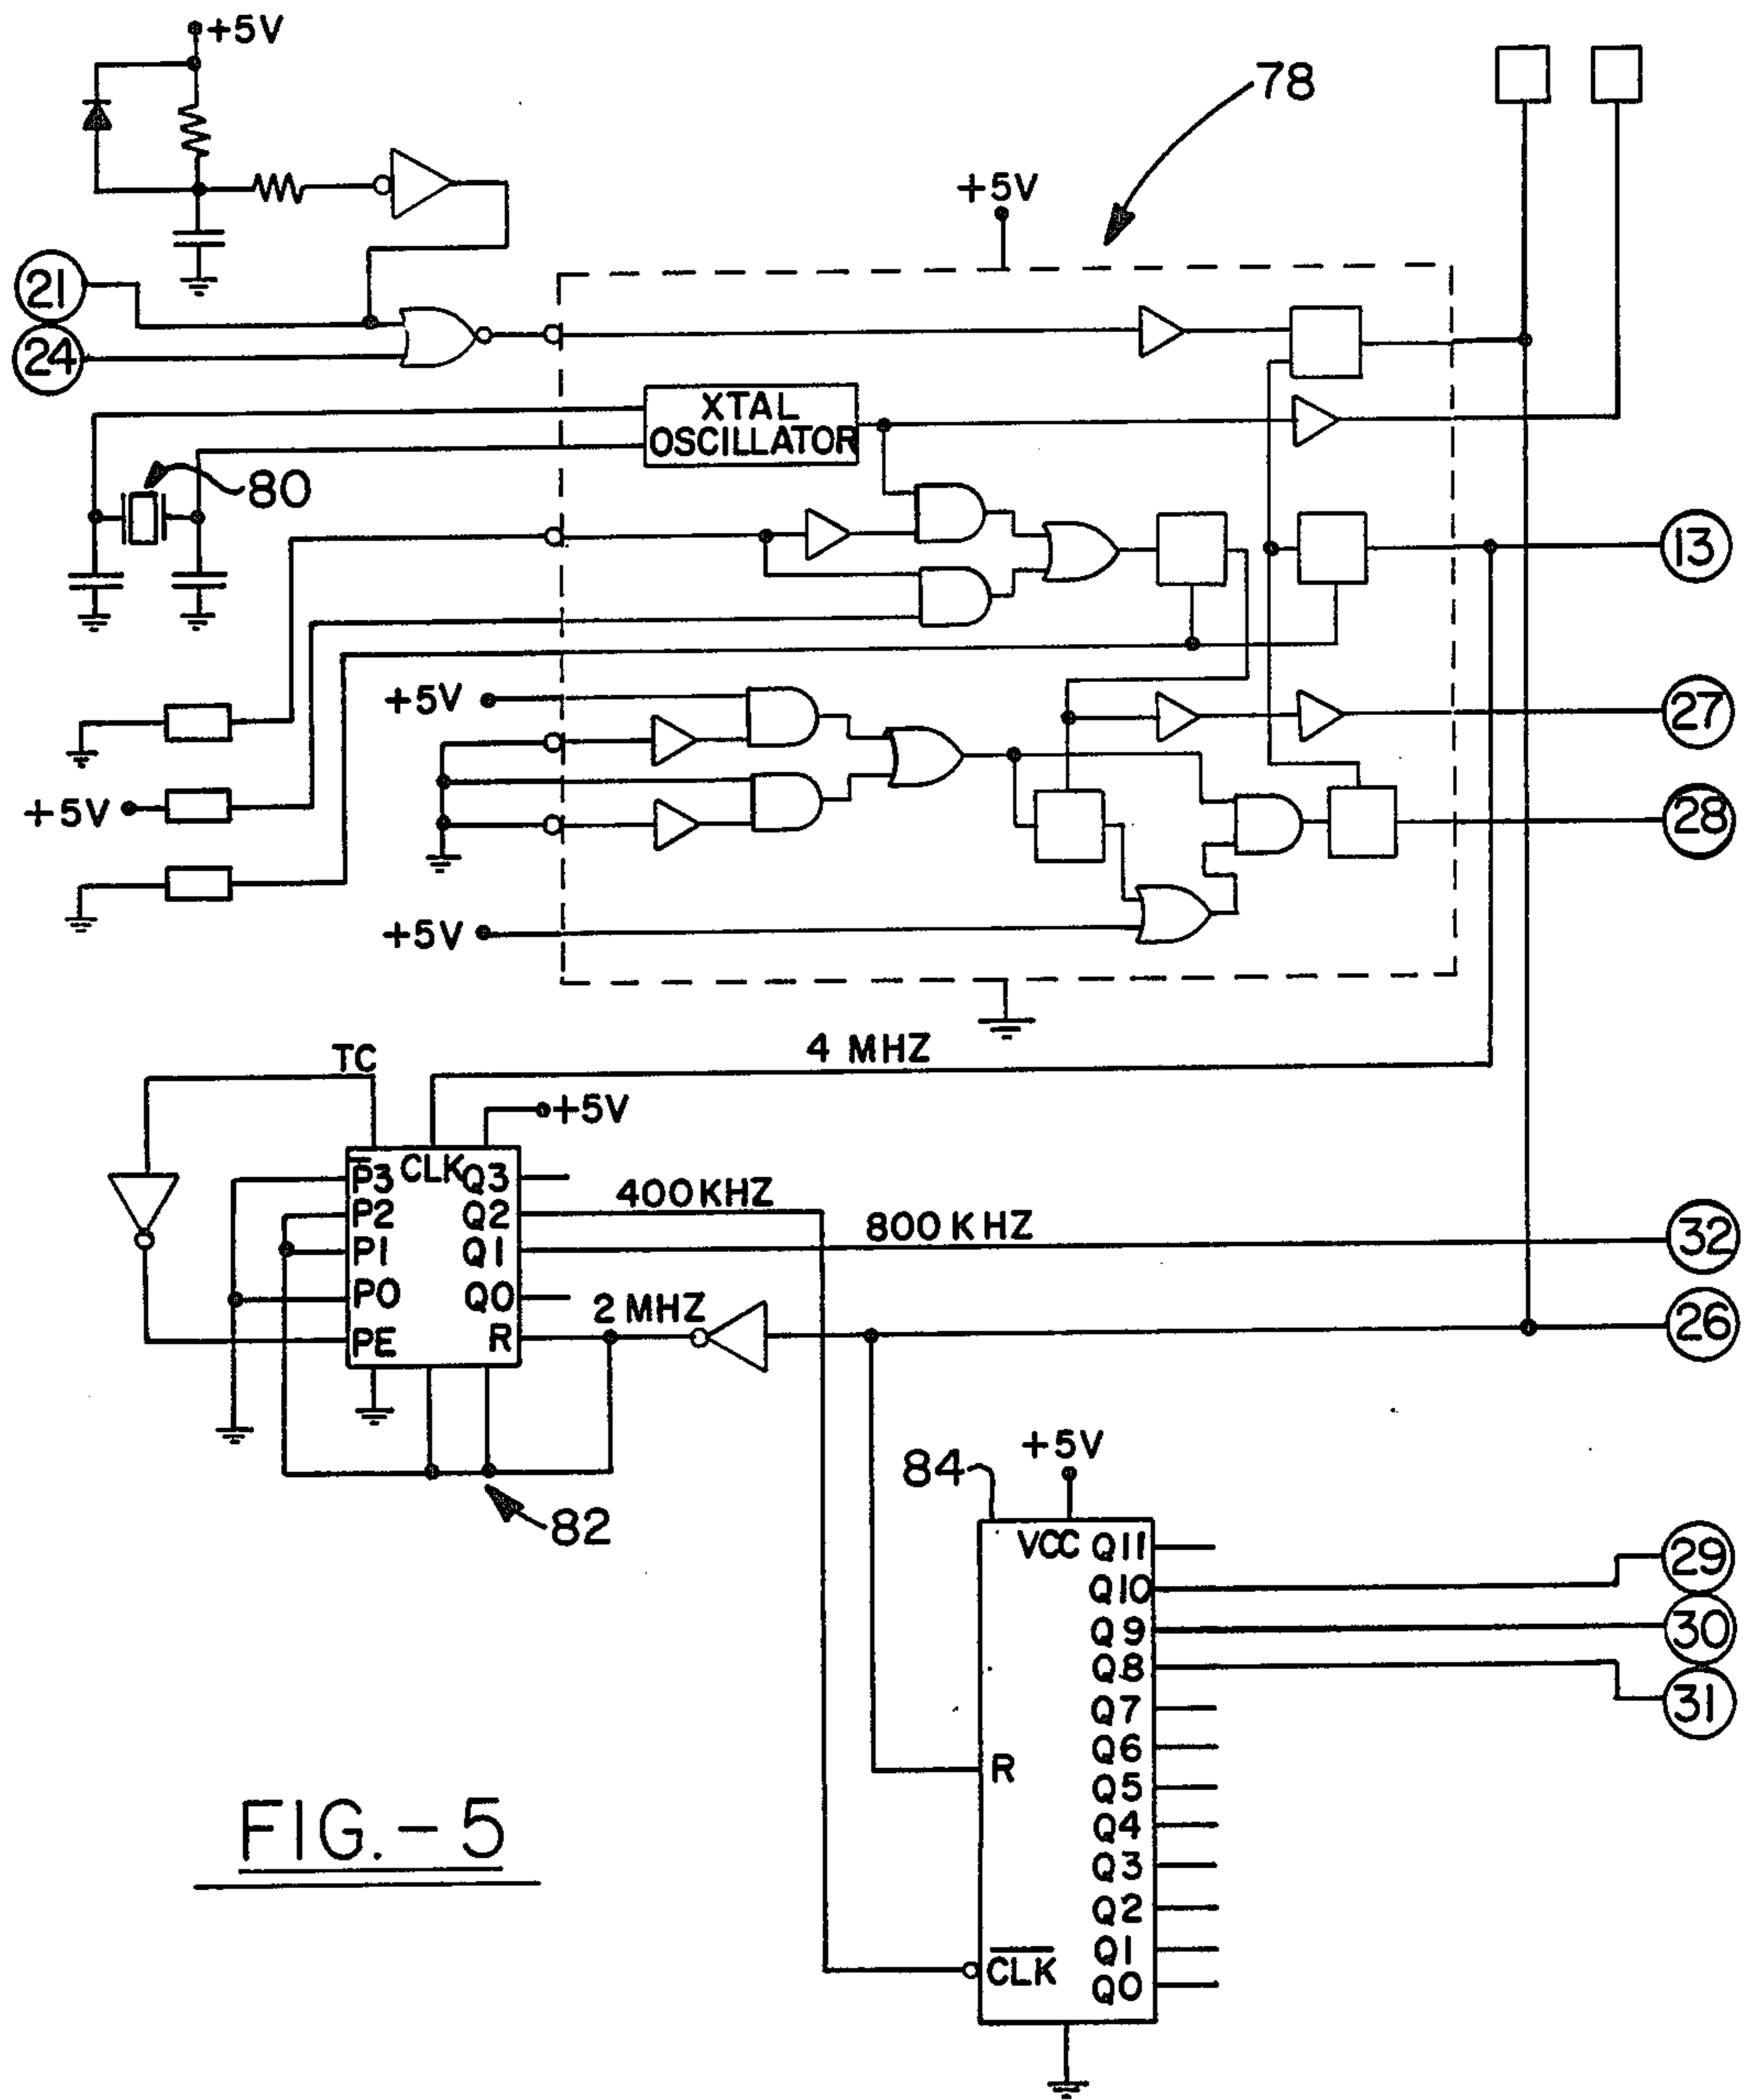 +5V
78
+5V
21
24
XTAL
OSCILLATOR
80
13
+5V
27
+5V
28
+5V
4 MHZ
TC
+5V
P3 CLK Q3
400KHZ
P2 Q2
800 KHZ
32
P1 Q1
P0 Q0
2 MHZ
26
PE R
+5V
84
82
VCC Q11
29
Q10
Q9
30
Q8
31
Q7
Q6
R
Q5
Q4
FIG.-5
Q3
Q2
Q1
CLK
Q0